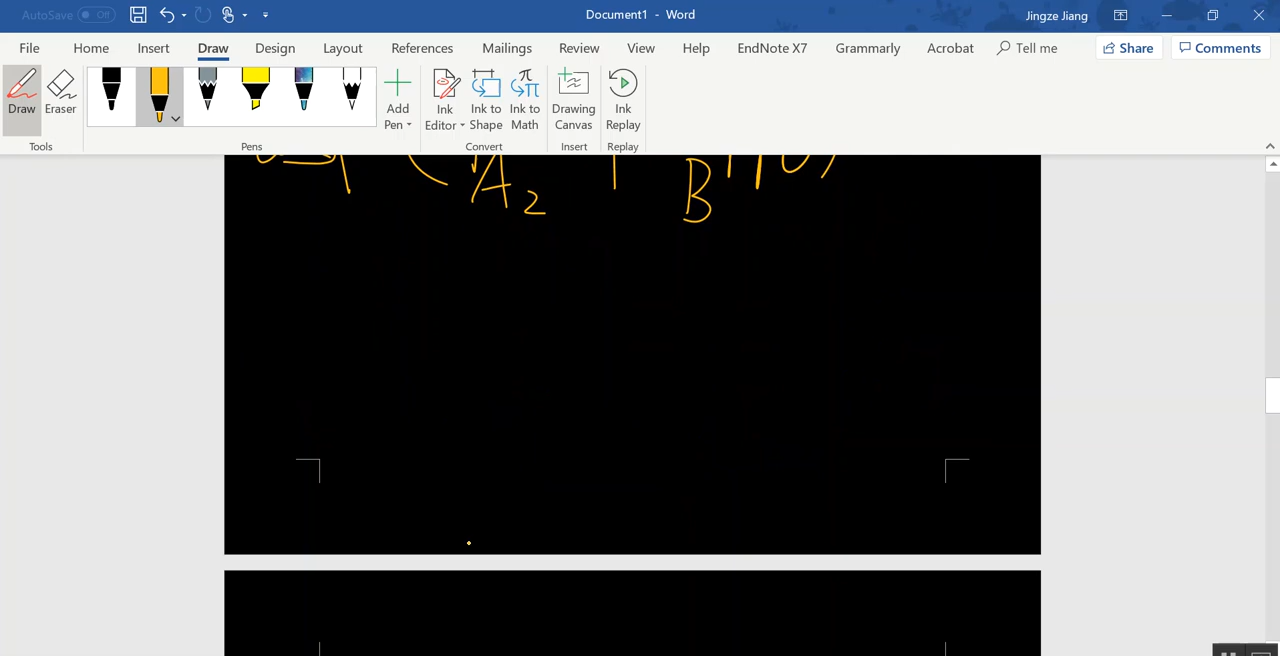 AutoSave Off Document1 - Word Jingze Jiang
File Home Insert Draw Design Layout References Mailings Review View Help EndNote X7 Grammarly Acrobat Tell me Share Comments
Draw Eraser Add Pen Ink Editor Ink to Shape Ink to Math Drawing Canvas Ink Replay
Tools Pens Convert Insert Replay
A2 B